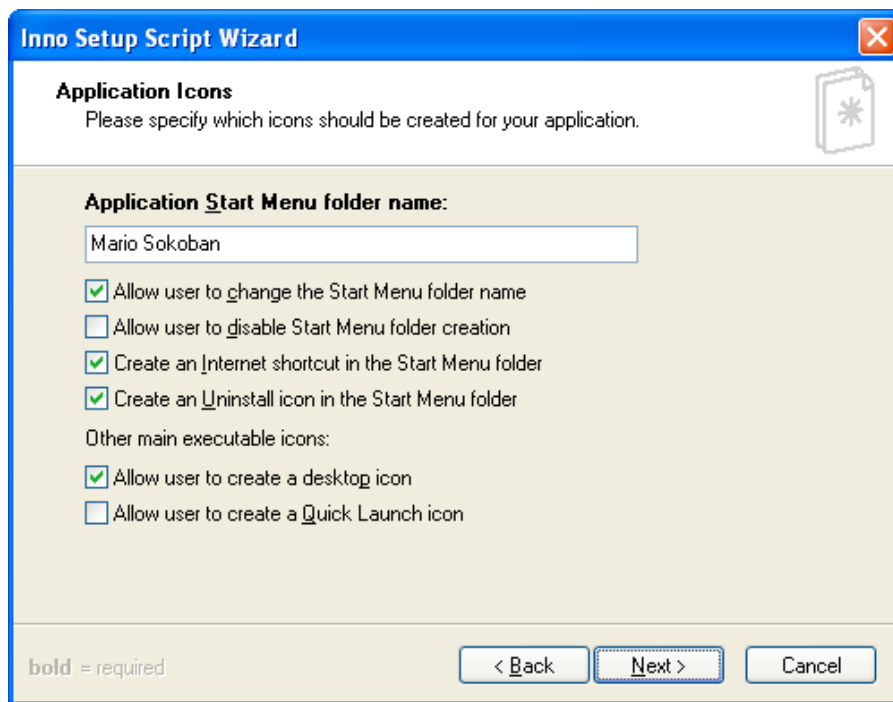 Inno Setup Script Wizard
Application Icons
Please specify which icons should be created for your application.
Application Start Menu folder name:
Mario Sokoban
Allow user to change the Start Menu folder name
Allow user to disable Start Menu folder creation
Create an Internet shortcut in the Start Menu folder
Create an Uninstall icon in the Start Menu folder
Other main executable icons:
Allow user to create a desktop icon
Allow user to create a Quick Launch icon
bold = required
< Back
Next >
Cancel